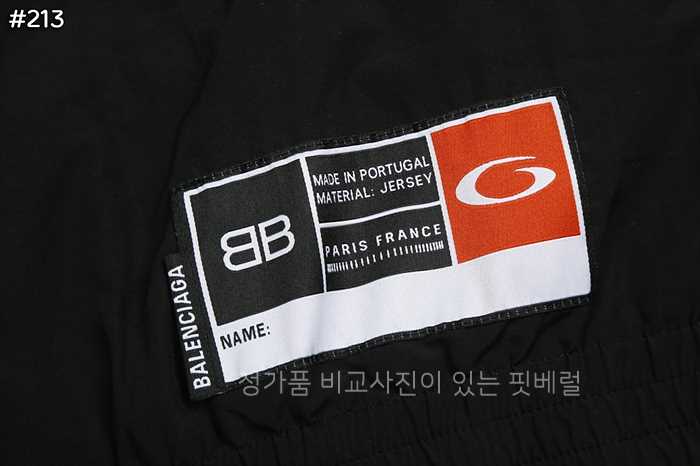 #213
MADE IN PORTUGAL
MATERIAL: JERSEY
BB
PARIS FRANCE
BALENCIAGA
NAME:
정가품 비교사진이 있는 핏베럴